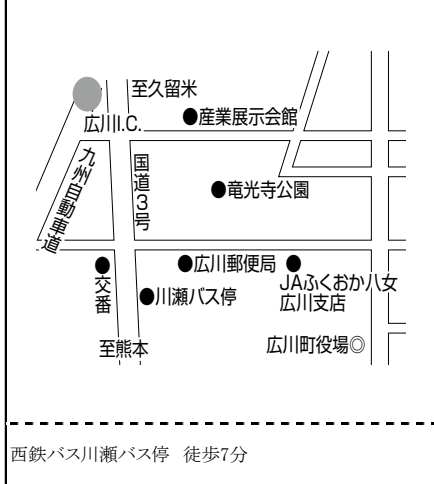 至久留米
広川I.C.
●産業展示会館
九州自動車道
国道3号
●竜光寺公園
●広川郵便局
●
JAふくおか八女
広川支店
●
交番
●川瀬バス停
至熊本
広川町役場◎
西鉄バス川瀬バス停　徒歩7分